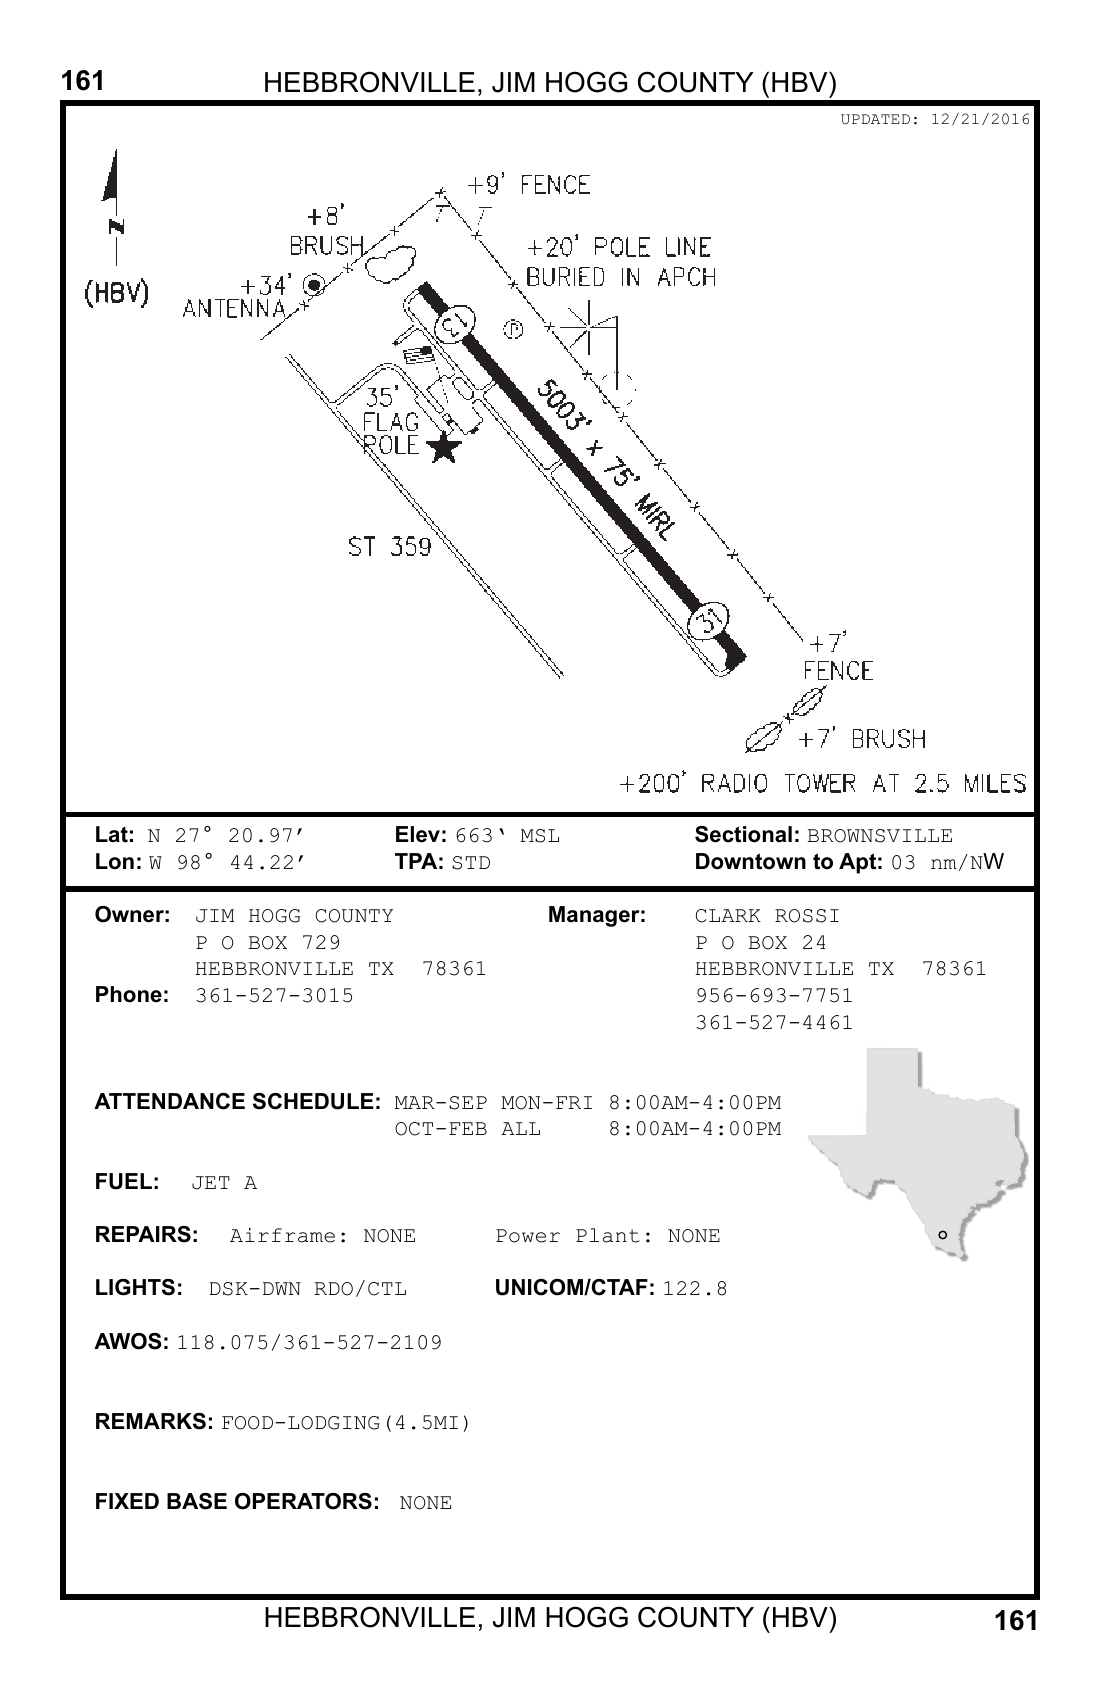 161 HEBBRONVILLE, JIM HOGG COUNTY (HBV)
UPDATED: 12/21/2016
N
(HBV)
+9' FENCE
+8'
BRUSH
+20' POLE LINE
BURIED IN APCH
+34'
ANTENNA
13
35'
FLAG
POLE
5003' x 75' MIRL
ST 359
31
+7'
FENCE
+7' BRUSH
+200' RADIO TOWER AT 2.5 MILES
Lat: N 27° 20.97′ Elev: 663‛ MSL Sectional: BROWNSVILLE
Lon: W 98° 44.22′ TPA: STD Downtown to Apt: 03 nm/NW
Owner: JIM HOGG COUNTY Manager: CLARK ROSSI
P O BOX 729 P O BOX 24
HEBBRONVILLE TX 78361 HEBBRONVILLE TX 78361
Phone: 361-527-3015 956-693-7751
361-527-4461
ATTENDANCE SCHEDULE: MAR-SEP MON-FRI 8:00AM-4:00PM
OCT-FEB ALL 8:00AM-4:00PM
FUEL: JET A
REPAIRS: Airframe: NONE Power Plant: NONE
LIGHTS: DSK-DWN RDO/CTL UNICOM/CTAF: 122.8
AWOS: 118.075/361-527-2109
REMARKS: FOOD-LODGING(4.5MI)
FIXED BASE OPERATORS: NONE
HEBBRONVILLE, JIM HOGG COUNTY (HBV) 161